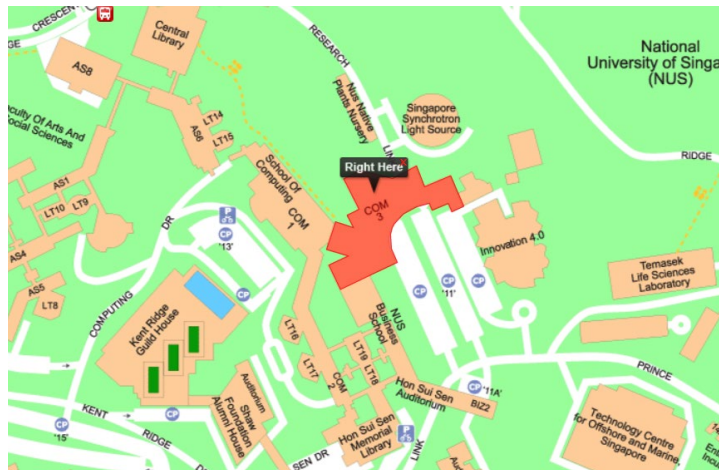 CRESCENT
RIDGE
Central
Library
AS8
RESEARCH
National
University of Singa
(NUS)
Nus Native
Plants Nursery
LT14
LT15
AS6
Singapore
Synchrotron
Light Source
culty Of Arts And
ocial Sciences
LINK
RIDGE
Right Here
School Of
Computing
COM
1
COM
3
AS1
LT10
LT9
DR
P
CP
'13'
Innovation 4.0
AS4
AS5
LT8
COMPUTING
CP
CP
'11'
CP
Temasek
Life Sciences
Laboratory
Kent Ridge
Guild House
NUS
Business
School
LT16
LT17
LT19
LT18
COM
2
PRINCE
Hon Sui Sen
Auditorium
CP
'11A'
BIZ2
KENT
RIDGE
CP
CP
'15'
Auditorium
Shaw
Foundation
Alumni House
SEN DR
Hon Sui Sen
Memorial
Library
P
LINK
Technology Centre
for Offshore and Marine,
Singapore